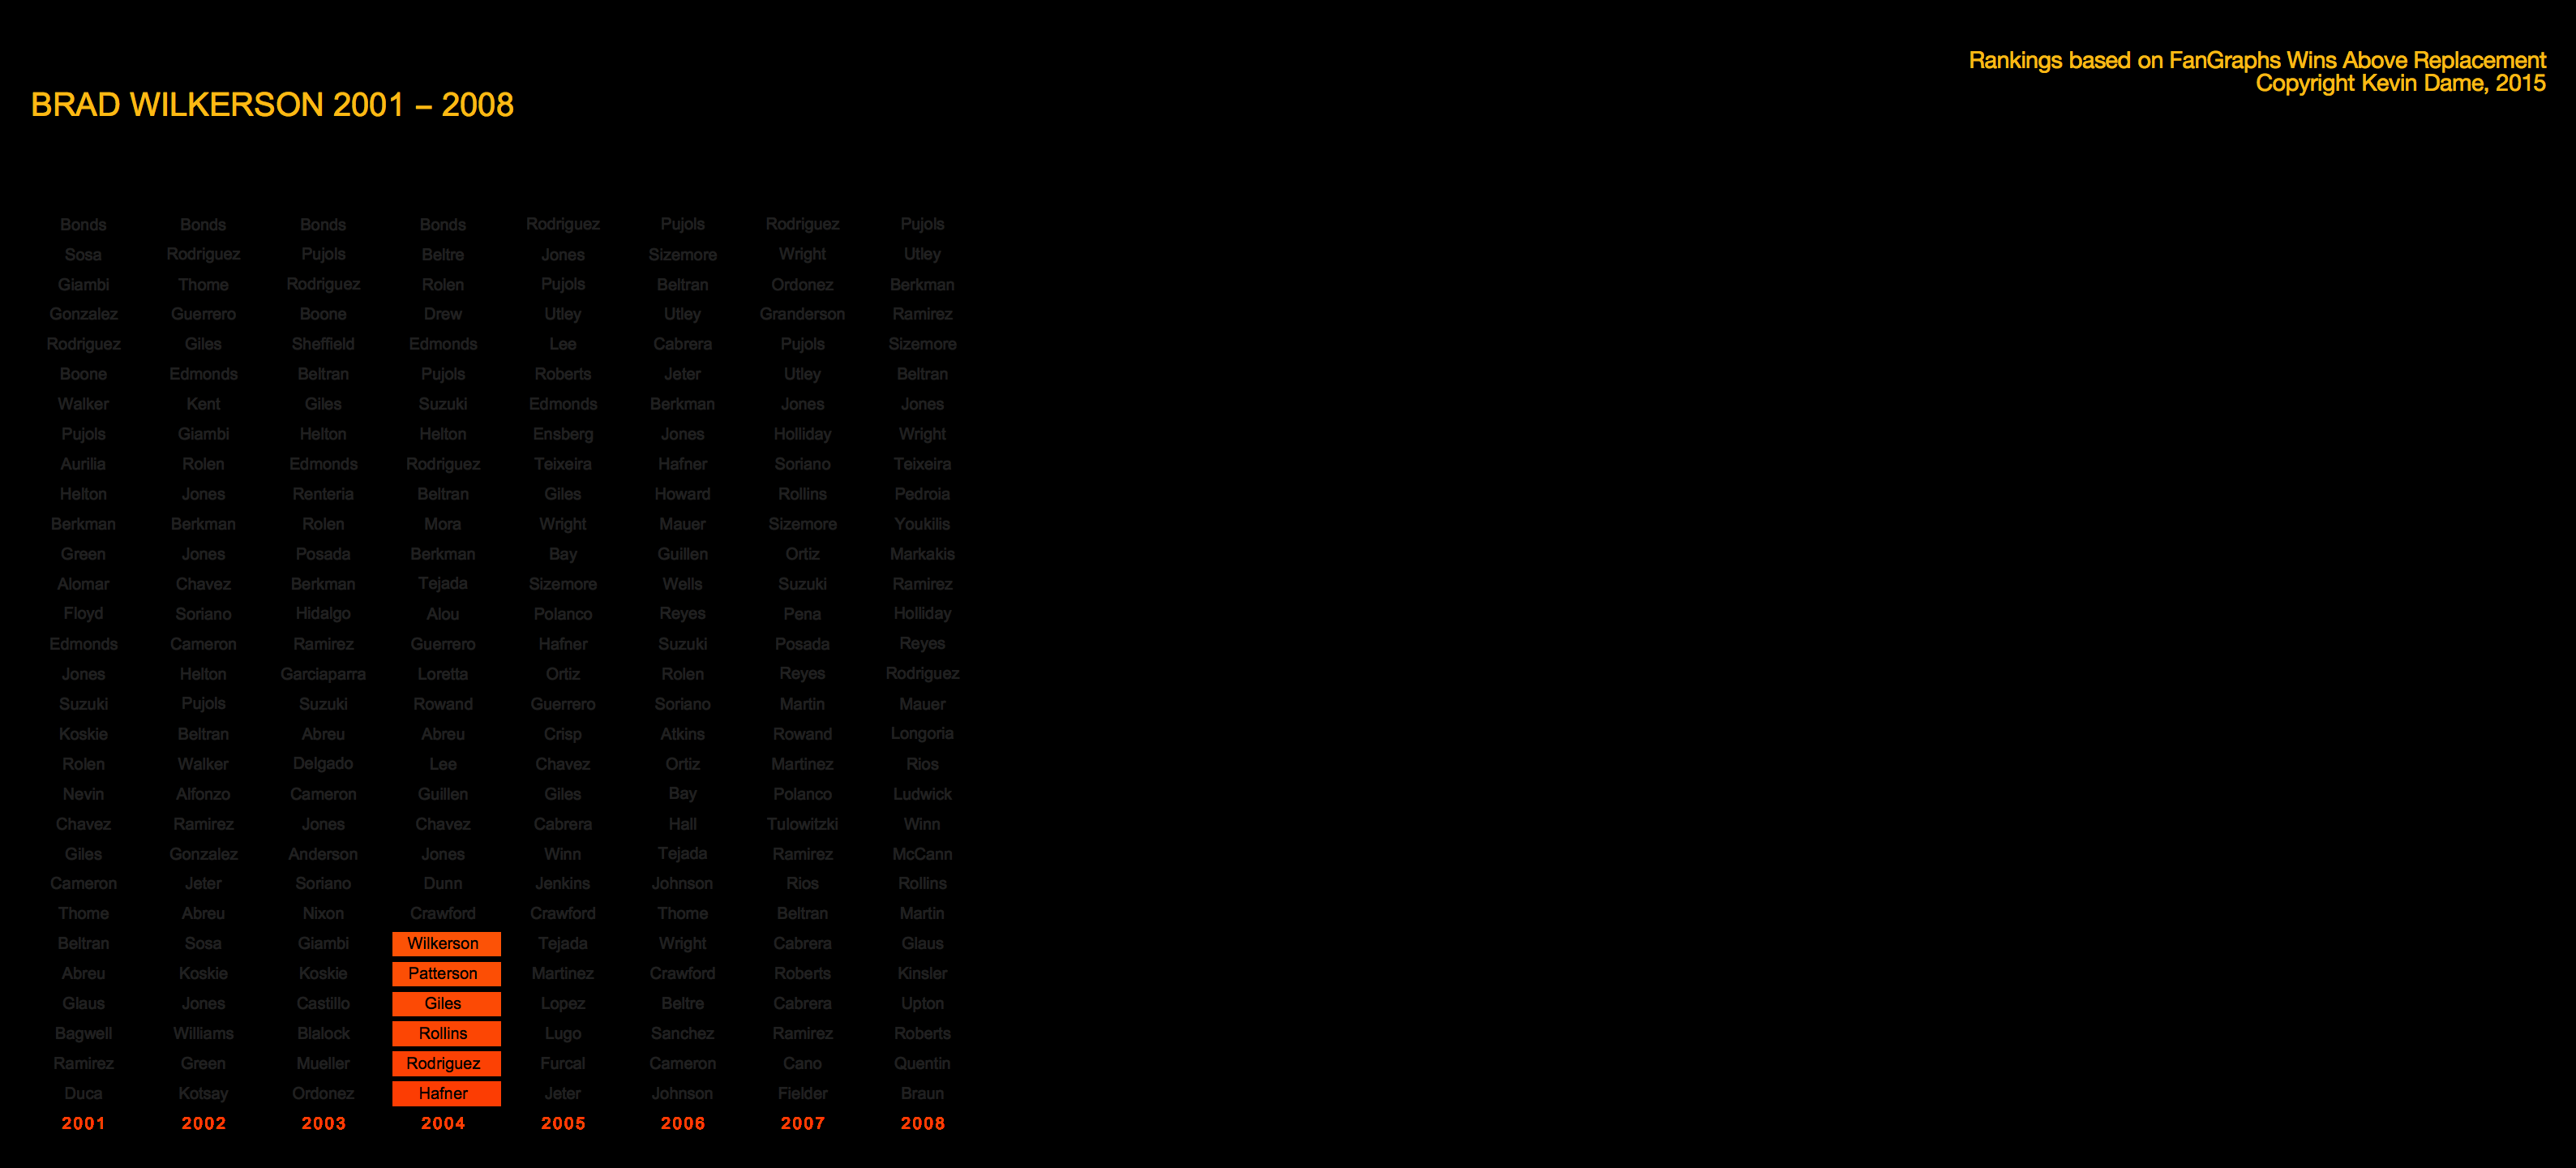 Rankings based on FanGraphs Wins Above Replacement
Copyright Kevin Dame, 2015
BRAD WILKERSON 2001 – 2008
Bonds Bonds Bonds Bonds Rodriguez Pujols Rodriguez Pujols
Sosa Rodriguez Pujols Beltre Jones Sizemore Wright Utley
Giambi Thome Rodriguez Rolen Pujols Beltran Ordonez Berkman
Gonzalez Guerrero Boone Drew Utley Utley Granderson Ramirez
Rodriguez Giles Sheffield Edmonds Lee Cabrera Pujols Sizemore
Boone Edmonds Beltran Pujols Roberts Jeter Utley Beltran
Walker Kent Giles Suzuki Edmonds Berkman Jones Jones
Pujols Giambi Helton Helton Ensberg Jones Holliday Wright
Aurilia Rolen Edmonds Rodriguez Teixeira Hafner Soriano Teixeira
Helton Jones Renteria Beltran Giles Howard Rollins Pedroia
Berkman Berkman Rolen Mora Wright Mauer Sizemore Youkilis
Green Jones Posada Berkman Bay Guillen Ortiz Markakis
Alomar Chavez Berkman Tejada Sizemore Wells Suzuki Ramirez
Floyd Soriano Hidalgo Alou Polanco Reyes Pena Holliday
Edmonds Cameron Ramirez Guerrero Hafner Suzuki Posada Reyes
Jones Helton Garciaparra Loretta Ortiz Rolen Reyes Rodriguez
Suzuki Pujols Suzuki Rowand Guerrero Soriano Martin Mauer
Koskie Beltran Abreu Abreu Crisp Atkins Rowand Longoria
Rolen Walker Delgado Lee Chavez Ortiz Martinez Rios
Nevin Alfonzo Cameron Guillen Giles Bay Polanco Ludwick
Chavez Ramirez Jones Chavez Cabrera Hall Tulowitzki Winn
Giles Gonzalez Anderson Jones Winn Tejada Ramirez McCann
Cameron Jeter Soriano Dunn Jenkins Johnson Rios Rollins
Thome Abreu Nixon Crawford Crawford Thome Beltran Martin
Beltran Sosa Giambi Wilkerson Tejada Wright Cabrera Glaus
Abreu Koskie Koskie Patterson Martinez Crawford Roberts Kinsler
Glaus Jones Castillo Giles Lopez Beltre Cabrera Upton
Bagwell Williams Blalock Rollins Lugo Sanchez Ramirez Roberts
Ramirez Green Mueller Rodriguez Furcal Cameron Cano Quentin
Duca Kotsay Ordonez Hafner Jeter Johnson Fielder Braun
2001 2002 2003 2004 2005 2006 2007 2008